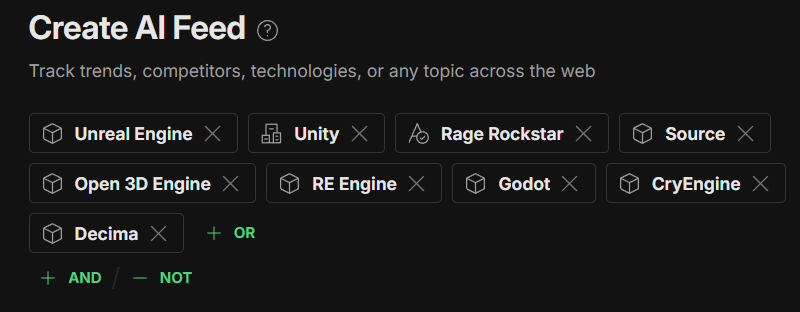 Create AI Feed
Track trends, competitors, technologies, or any topic across the web
Unreal Engine Unity Rage Rockstar Source
Open 3D Engine RE Engine Godot CryEngine
Decima + OR
+ AND / − NOT